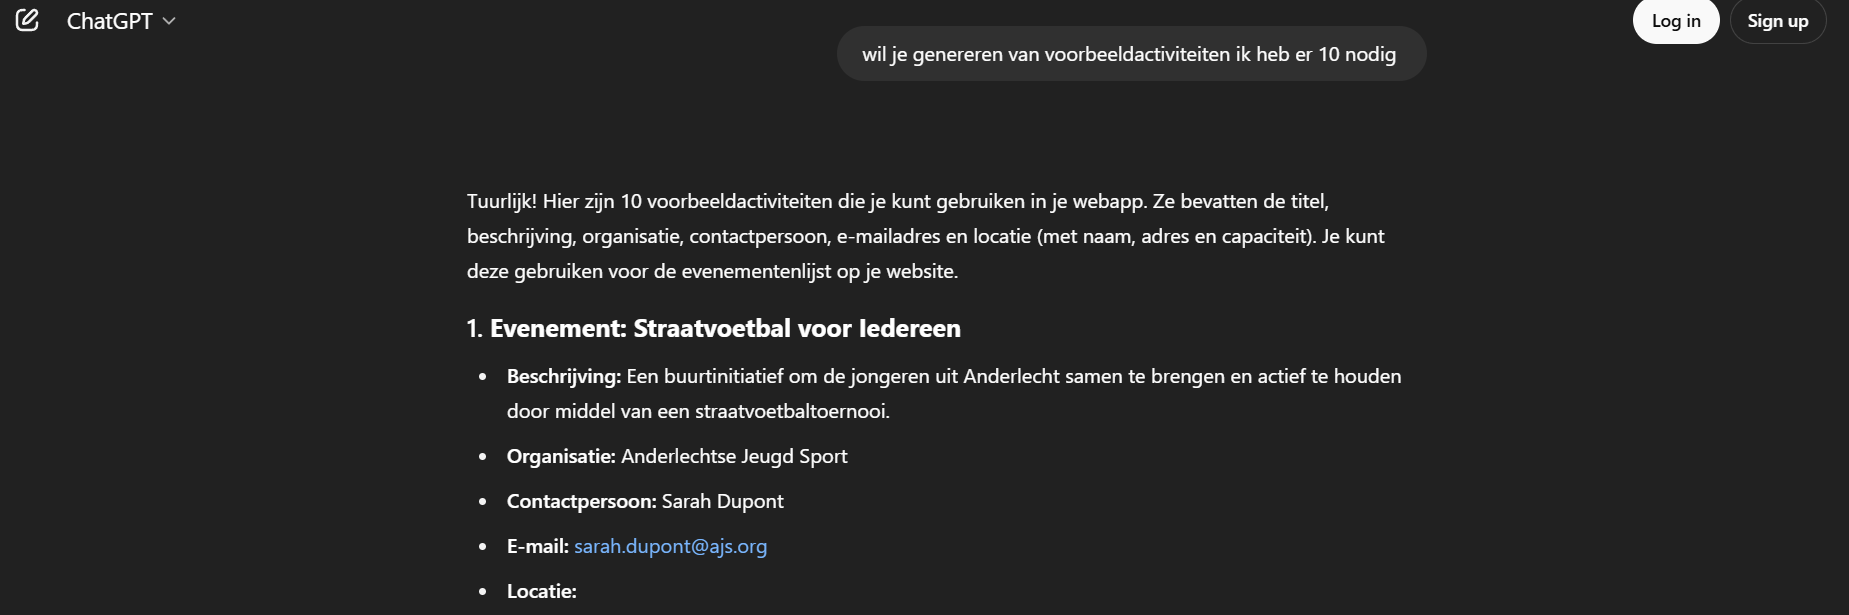 ChatGPT
Log in
Sign up
wil je genereren van voorbeeldactiviteiten ik heb er 10 nodig
Tuurlijk! Hier zijn 10 voorbeeldactiviteiten die je kunt gebruiken in je webapp. Ze bevatten de titel,
beschrijving, organisatie, contactpersoon, e-mailadres en locatie (met naam, adres en capaciteit). Je kunt
deze gebruiken voor de evenementenlijst op je website.
1. Evenement: Straatvoetbal voor Iedereen
• Beschrijving: Een buurtinitiatief om de jongeren uit Anderlecht samen te brengen en actief te houden
door middel van een straatvoetbaltoernooi.
• Organisatie: Anderlechtse Jeugd Sport
• Contactpersoon: Sarah Dupont
• E-mail: sarah.dupont@ajs.org
• Locatie: